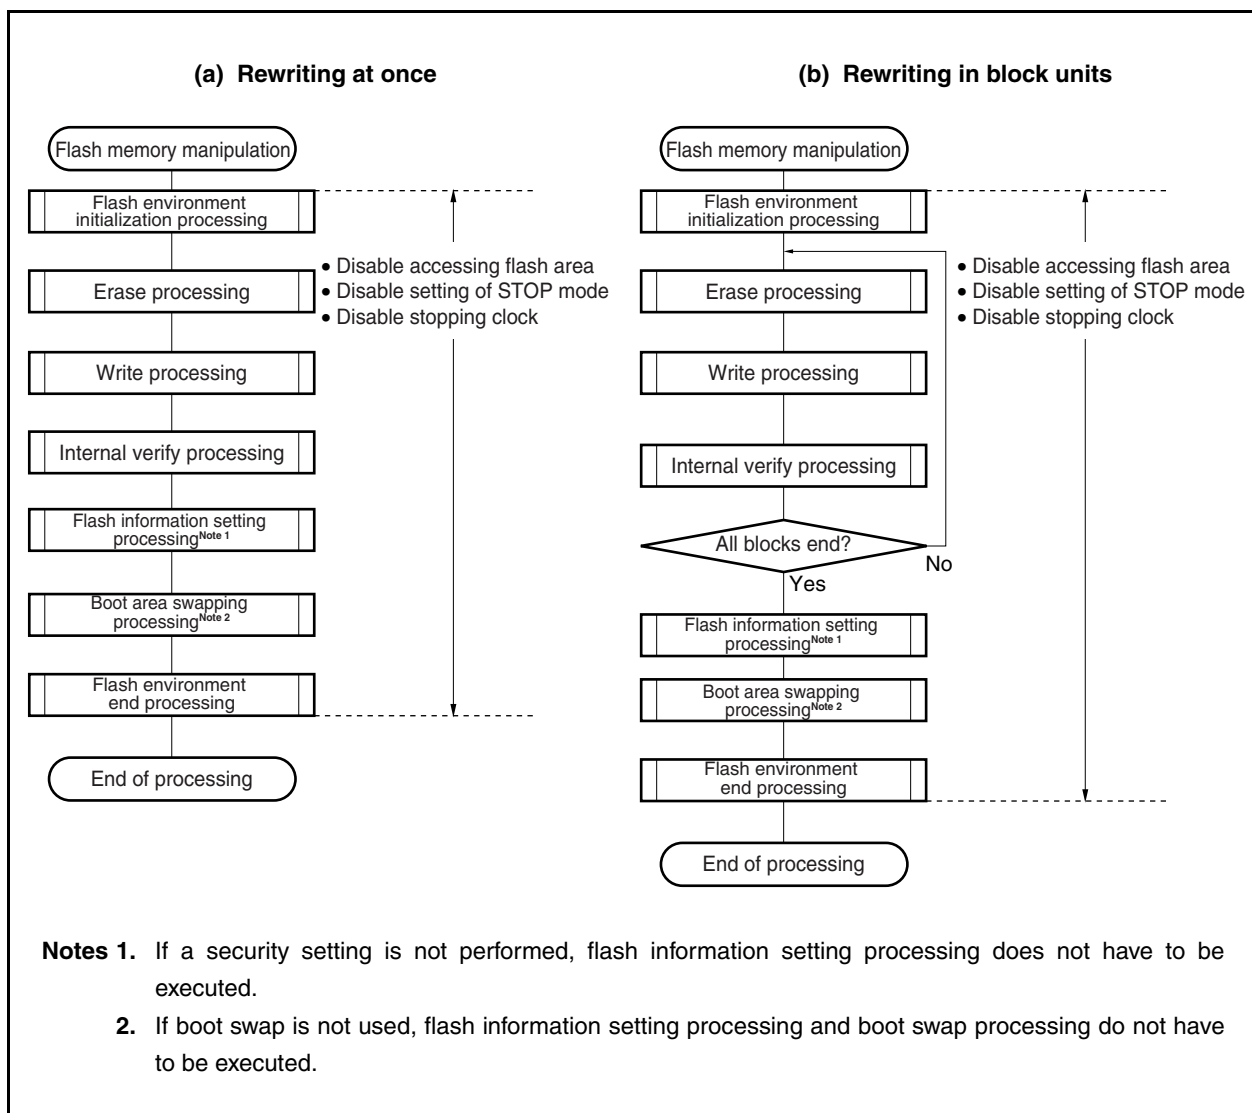 (a) Rewriting at once
Flash memory manipulation
Flash environment
initialization processing
• Disable accessing flash area
• Disable setting of STOP mode
• Disable stopping clock
Erase processing
Write processing
Internal verify processing
Flash information setting
processingNote 1
Boot area swapping
processingNote 2
Flash environment
end processing
End of processing
(b) Rewriting in block units
Flash memory manipulation
Flash environment
initialization processing
• Disable accessing flash area
• Disable setting of STOP mode
• Disable stopping clock
Erase processing
Write processing
Internal verify processing
All blocks end?
No
Yes
Flash information setting
processingNote 1
Boot area swapping
processingNote 2
Flash environment
end processing
End of processing
Notes 1. If a security setting is not performed, flash information setting processing does not have to be
executed.
2. If boot swap is not used, flash information setting processing and boot swap processing do not have
to be executed.